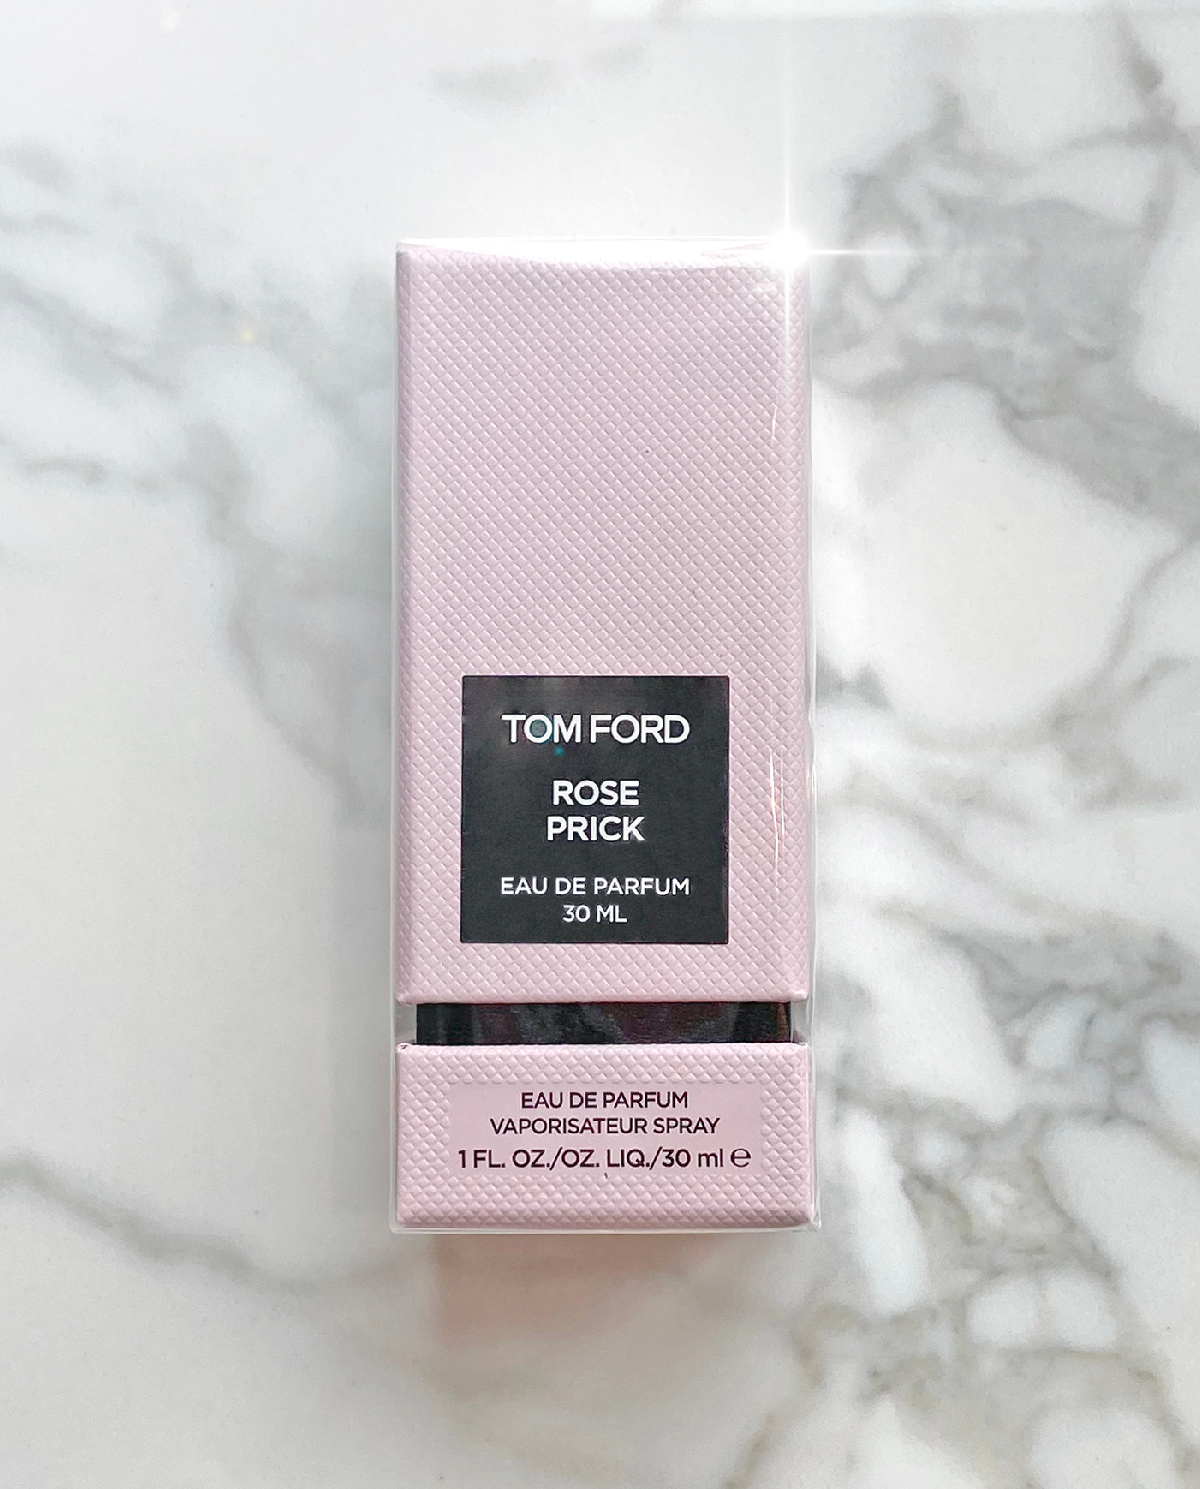 TOM FORD
ROSE
PRICK
EAU DE PARFUM
30 ML
EAU DE PARFUM
VAPORISATEUR SPRAY
1 FL. OZ./OZ. LIQ./30 ml ℮